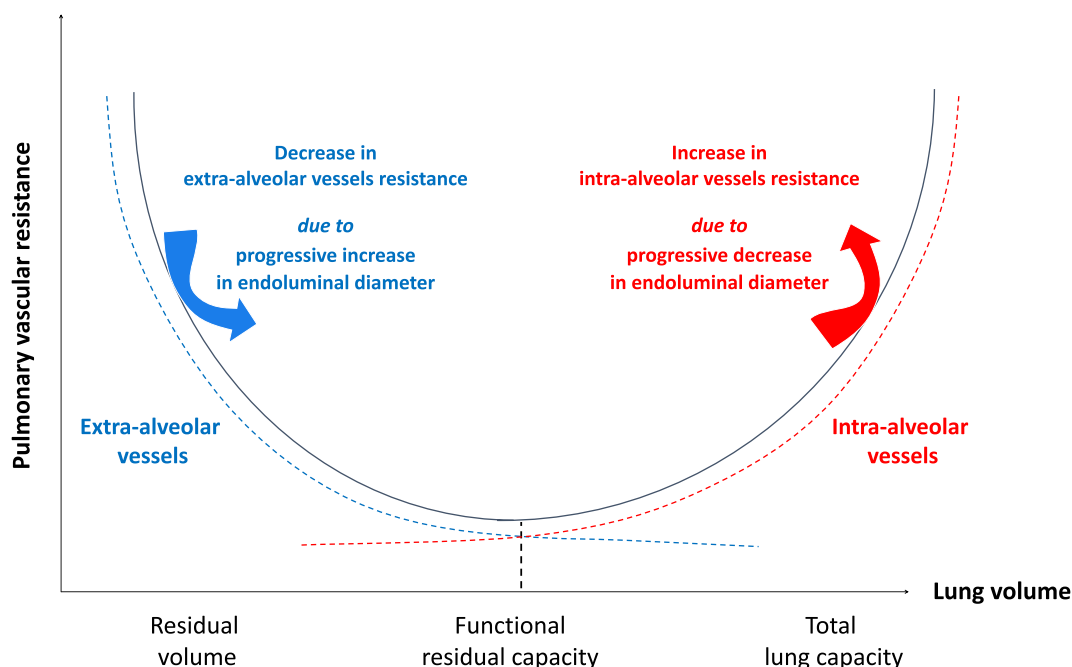 Pulmonary vascular resistance
Decrease in
extra-alveolar vessels resistance
due to
progressive increase
in endoluminal diameter
Increase in
intra-alveolar vessels resistance
due to
progressive decrease
in endoluminal diameter
Extra-alveolar
vessels
Intra-alveolar
vessels
Lung volume
Residual
volume
Functional
residual capacity
Total
lung capacity